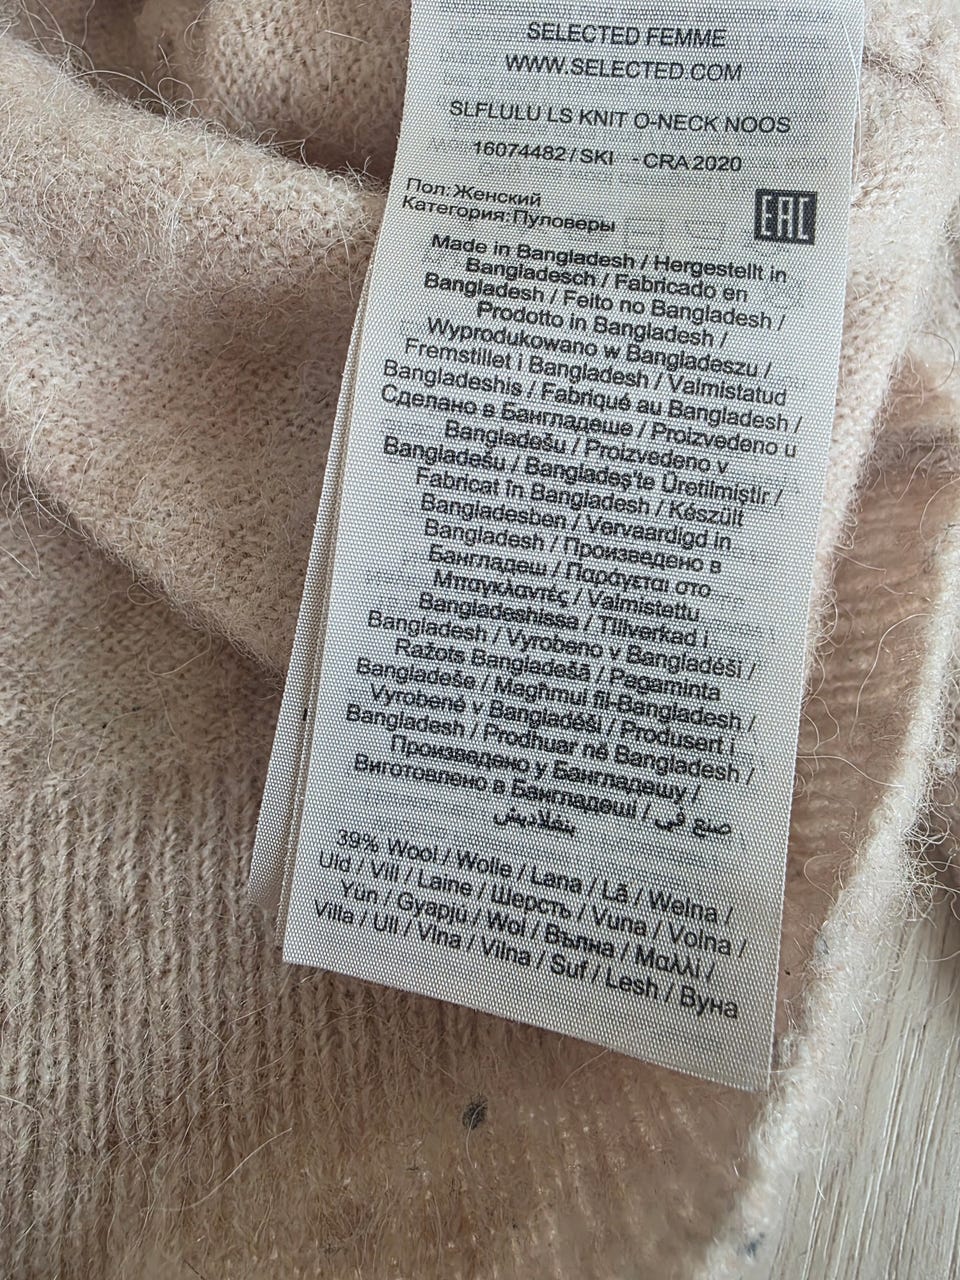 SELECTED FEMME
WWW.SELECTED.COM
SLFLULU LS KNIT O-NECK NOOS
16074482/SKI - CRA 2020
Пол:Женский
Категория:Пуловеры
EAC
Made in Bangladesh / Hergestellt in
Bangladesch / Fabricado en
Bangladesh / Feito no Bangladesh /
Prodotto in Bangladesh /
Wyprodukowano w Bangladeszu /
Fremstillet i Bangladesh / Valmistatud
Bangladeshis / Fabriqué au Bangladesh /
Сделано в Бангладеше / Proizvedeno u
Bangladešu / Proizvedeno v
Bangladešu / Bangladeş'te Üretilmiştir /
Fabricat în Bangladesh / Készült
Bangladesben / Vervaardigd in
Bangladesh / Произведено в
Бангладеш / Παράγεται στο
Μπαγκλαντές / Valmistettu
Bangladeshissa / Tillverkad i
Bangladesh / Vyrobeno v Bangladéši /
Ražots Bangladešā / Pagaminta
Bangladeše / Magħmul fil-Bangladesh /
Vyrobené v Bangladéši / Produsert i
Bangladesh / Prodhuar në Bangladesh /
Произведено у Бангладешу /
Виготовлено в Бангладеші / صنع في
بنغلاديش
39% Wool / Wolle / Lana / Lã / Wełna /
Uld / Vill / Laine / Шерсть / Vuna / Volna /
Yun / Gyapjú / Wol / Вълна / Μαλλί /
Villa / Ull / Vlna / Vilna / Suf / Lesh / Вуна